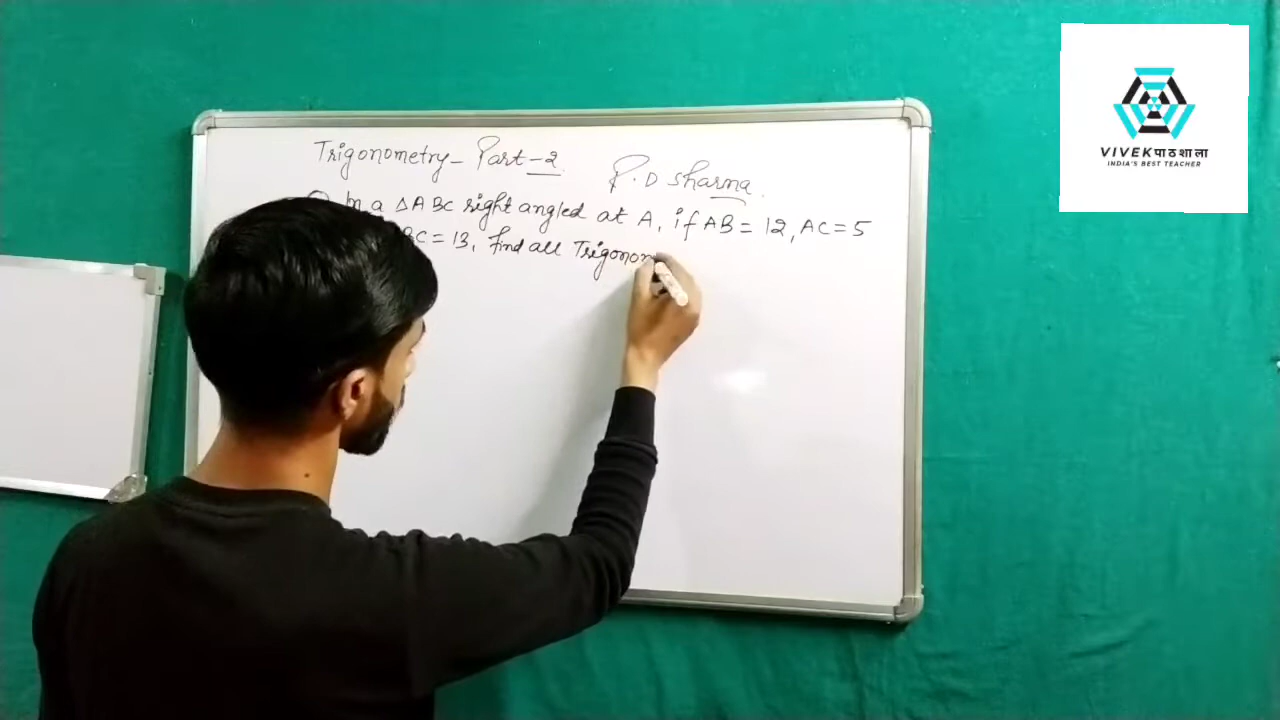 Trigonometry - Part-2.
R.D Sharma.
In a △ABC right angled at A, if AB = 12, AC = 5
BC = 13, Find all Trigonom
VIVEKपाठशाला
INDIA'S BEST TEACHER